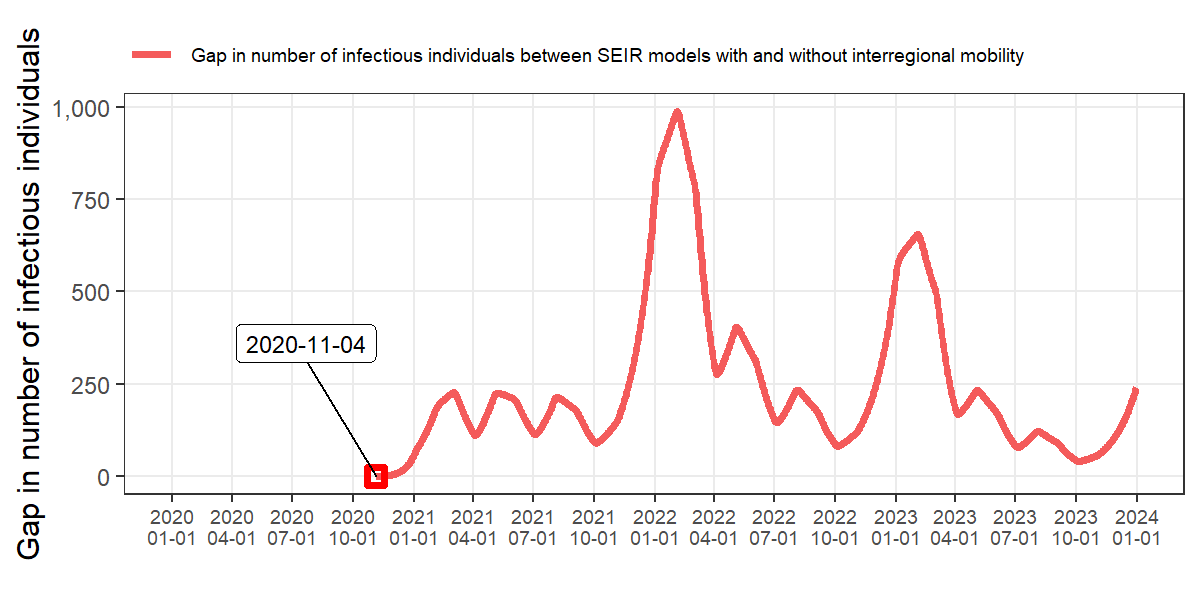 Gap in number of infectious individuals between SEIR models with and without interregional mobility
Gap in number of infectious individuals
1,000
750
500
250
0
2020-11-04
2020 2020 2020 2020 2021 2021 2021 2021 2022 2022 2022 2022 2023 2023 2023 2023 2024
01-01 04-01 07-01 10-01 01-01 04-01 07-01 10-01 01-01 04-01 07-01 10-01 01-01 04-01 07-01 10-01 01-01